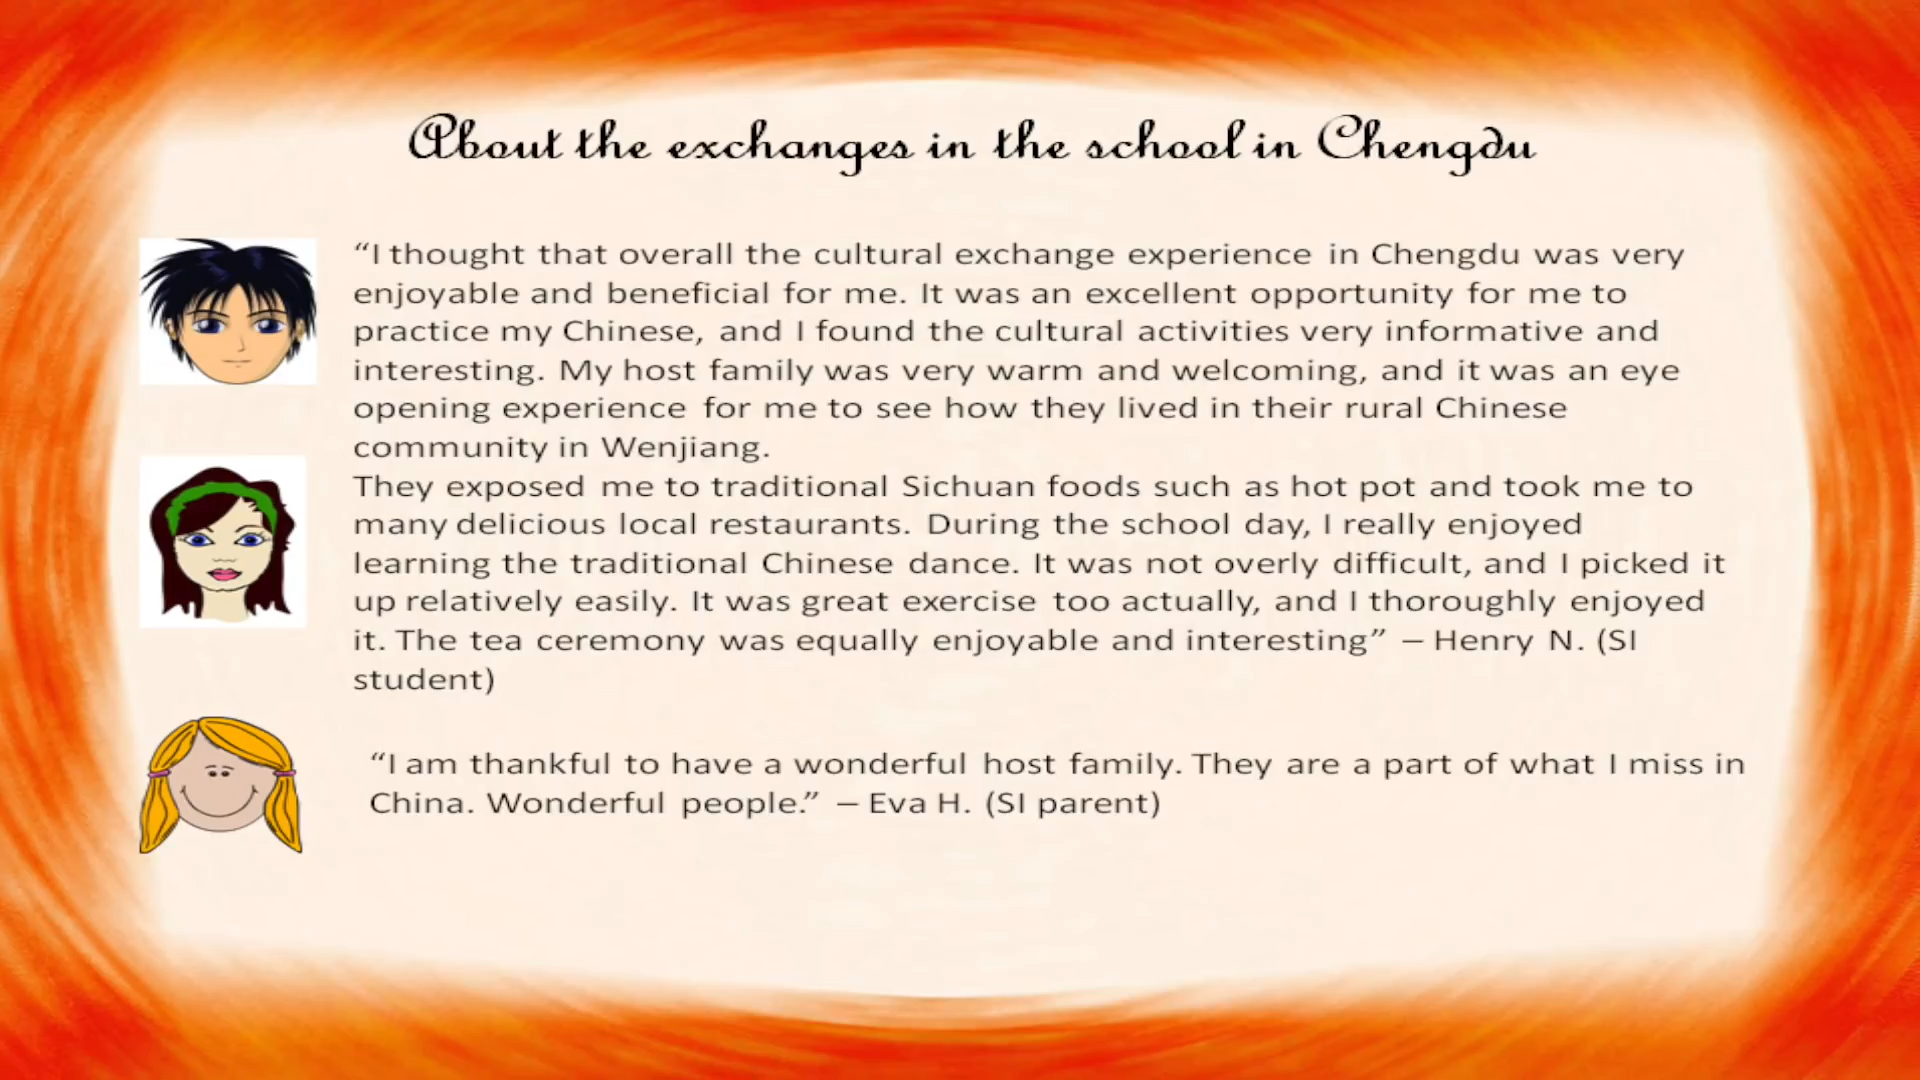 About the exchanges in the school in Chengdu
“I thought that overall the cultural exchange experience in Chengdu was very
enjoyable and beneficial for me. It was an excellent opportunity for me to
practice my Chinese, and I found the cultural activities very informative and
interesting. My host family was very warm and welcoming, and it was an eye
opening experience for me to see how they lived in their rural Chinese
community in Wenjiang.
They exposed me to traditional Sichuan foods such as hot pot and took me to
many delicious local restaurants. During the school day, I really enjoyed
learning the traditional Chinese dance. It was not overly difficult, and I picked it
up relatively easily. It was great exercise too actually, and I thoroughly enjoyed
it. The tea ceremony was equally enjoyable and interesting” – Henry N. (SI
student)
“I am thankful to have a wonderful host family. They are a part of what I miss in
China. Wonderful people.” – Eva H. (SI parent)